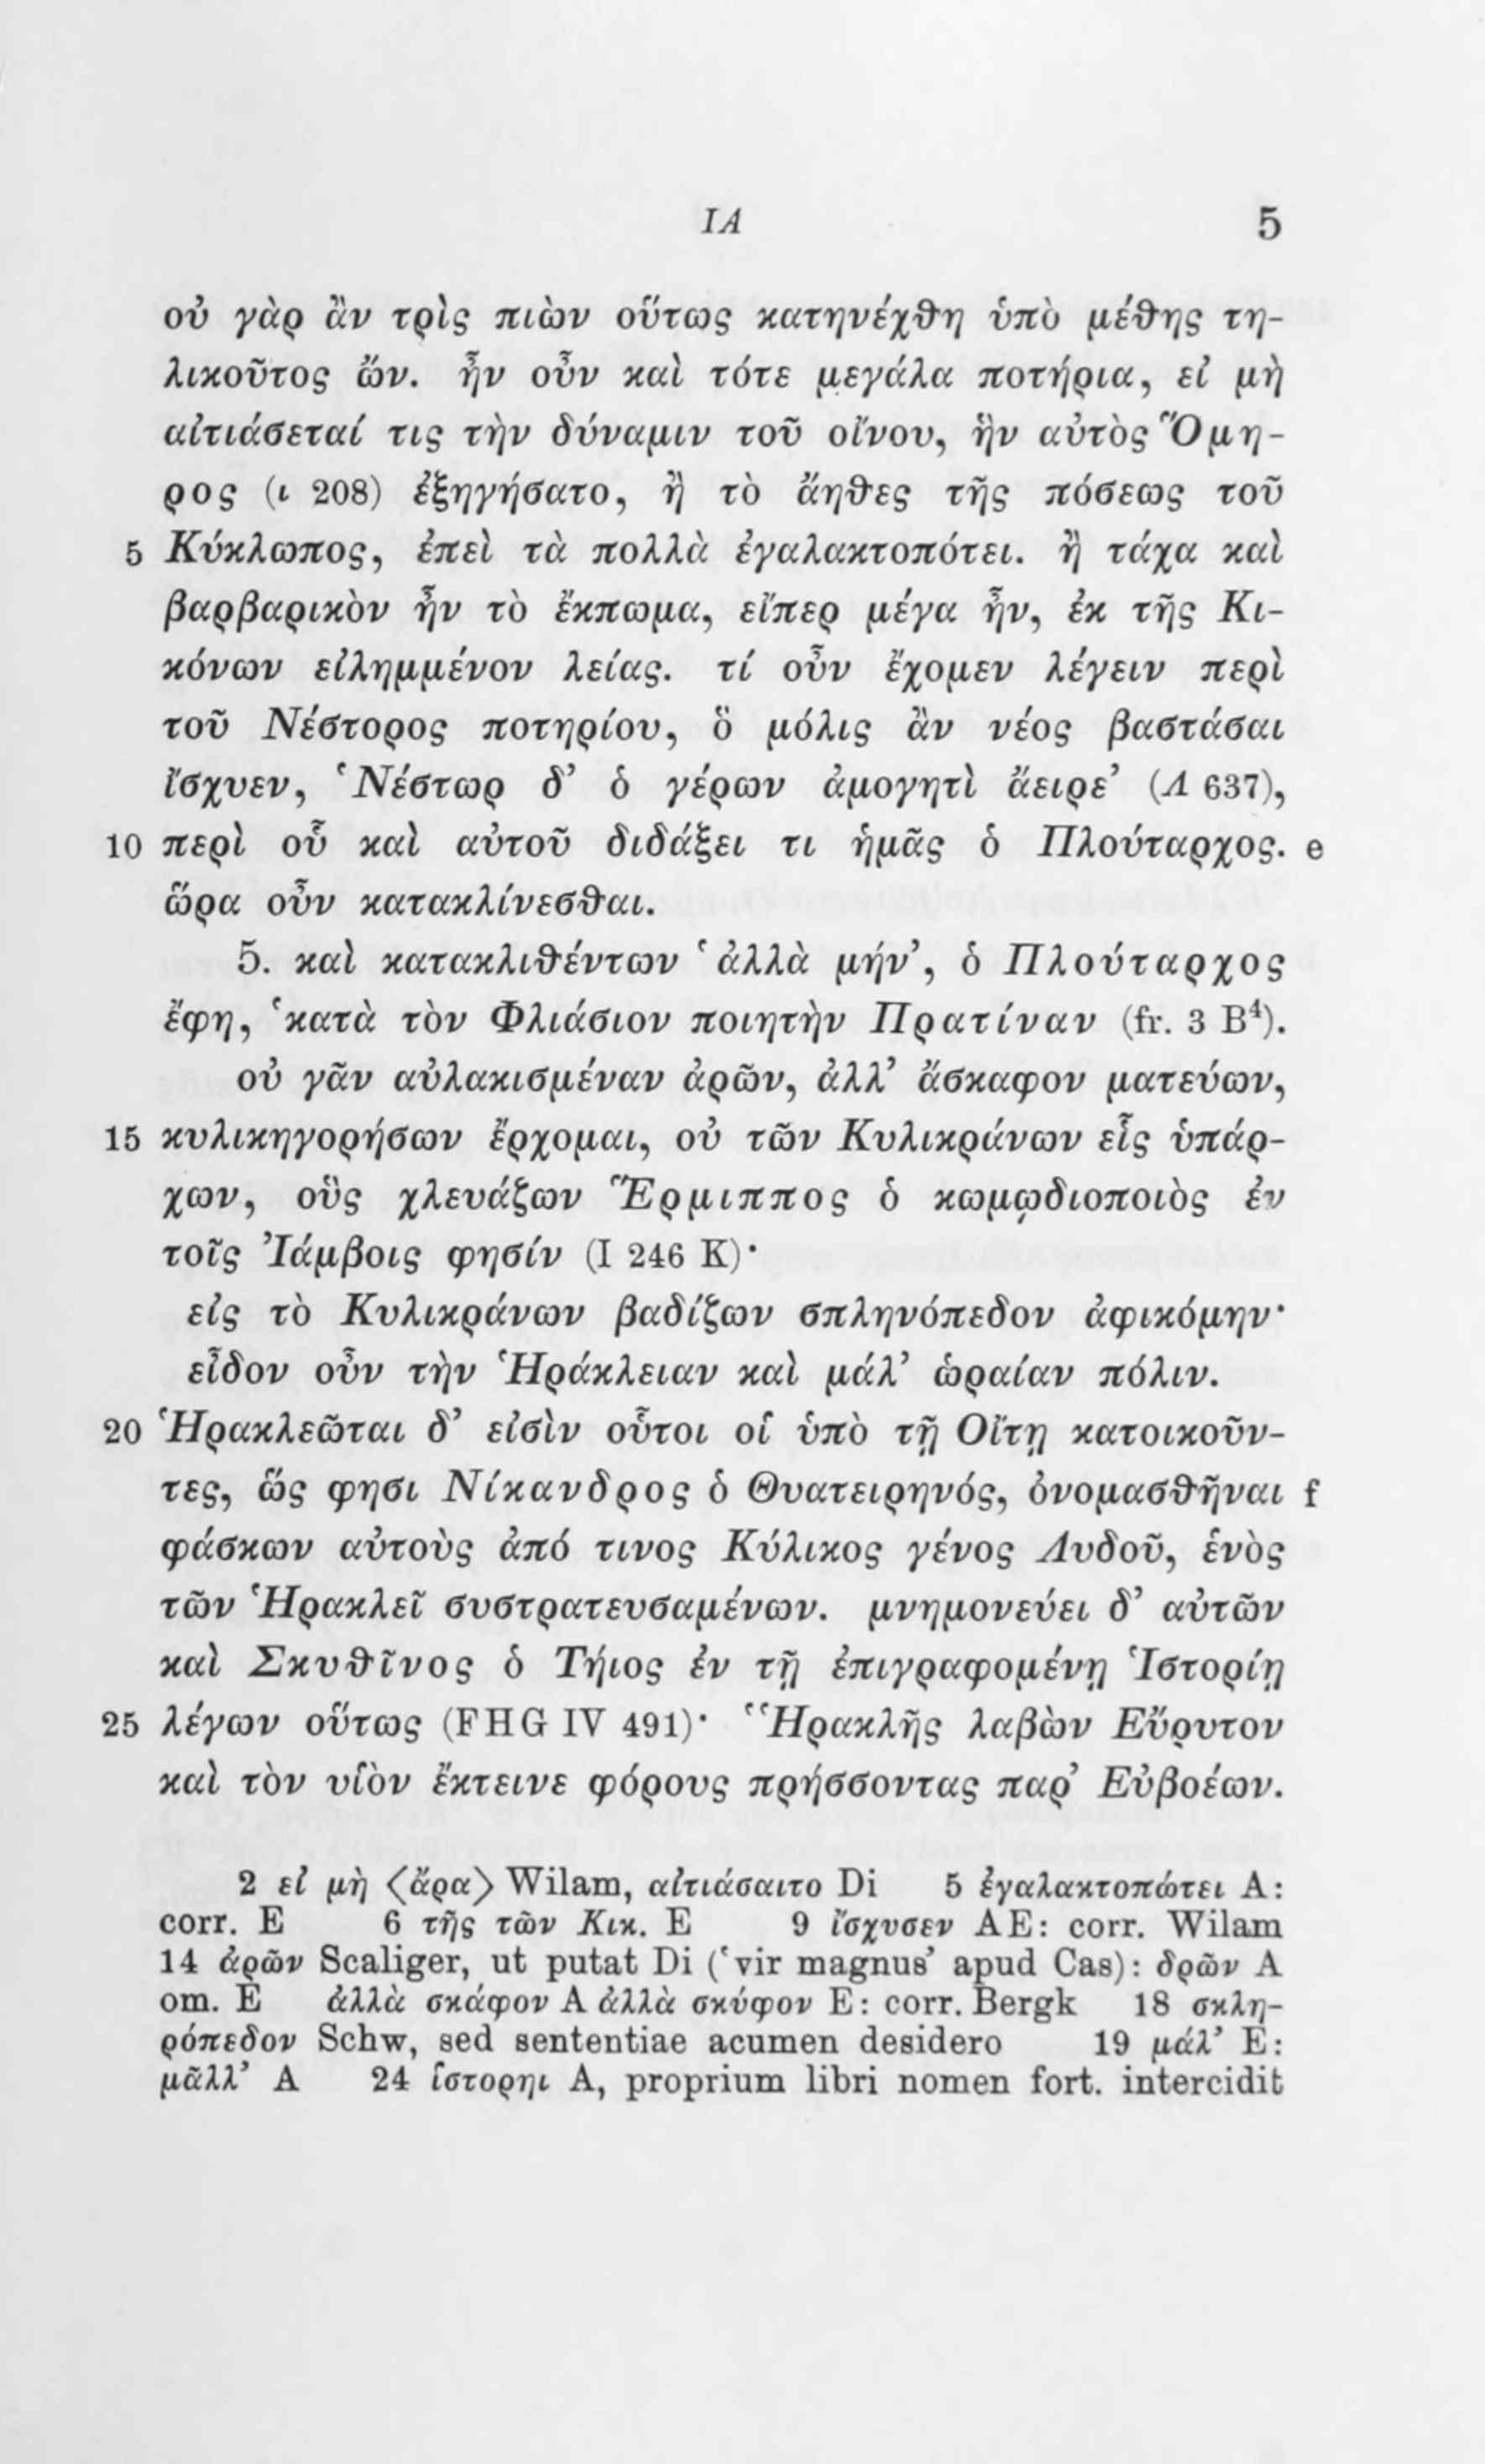 ΙΑ 5
οὐ γὰρ ἂν τρὶς πιὼν οὕτως κατηνέχθη ὑπὸ μέθης τη-
λικοῦτος ὤν. ἦν οὖν καὶ τότε μεγάλα ποτήρια, εἰ μὴ
αἰτιάσεταί τις τὴν δύναμιν τοῦ οἴνου, ἣν αὐτὸς Ὅμη-
ρος (ι 208) ἐξηγήσατο, ἢ τὸ ἄηθες τῆς πόσεως τοῦ
5 Κύκλωπος, ἐπεὶ τὰ πολλὰ ἐγαλακτοπότει. ἢ τάχα καὶ
βαρβαρικὸν ἦν τὸ ἔκπωμα, εἴπερ μέγα ἦν, ἐκ τῆς Κι-
κόνων εἰλημμένον λείας. τί οὖν ἔχομεν λέγειν περὶ
τοῦ Νέστορος ποτηρίου, ὃ μόλις ἂν νέος βαστάσαι
ἴσχυεν, ‘Νέστωρ δ’ ὁ γέρων ἀμογητὶ ἄειρε’ (Λ 637),
10 περὶ οὗ καὶ αὐτοῦ διδάξει τι ἡμᾶς ὁ Πλούταρχος. e
ὥρα οὖν κατακλίνεσθαι.
5. καὶ κατακλιθέντων ‘ἀλλὰ μήν’, ὁ Πλούταρχος
ἔφη, ‘κατὰ τὸν Φλιάσιον ποιητὴν Πρατίναν (fr. 3 B⁴).
οὐ γᾶν αὐλακισμέναν ἀρῶν, ἀλλ’ ἄσκαφον ματεύων,
15 κυλικηγορήσων ἔρχομαι, οὐ τῶν Κυλικράνων εἷς ὑπάρ-
χων, οὓς χλευάζων Ἕρμιππος ὁ κωμῳδιοποιὸς ἐν
τοῖς Ἰάμβοις φησίν (I 246 K)·
εἰς τὸ Κυλικράνων βαδίζων σπληνόπεδον ἀφικόμην·
εἶδον οὖν τὴν Ἡράκλειαν καὶ μάλ’ ὡραίαν πόλιν.
20 Ἡρακλεῶται δ’ εἰσὶν οὗτοι οἱ ὑπὸ τῇ Οἴτῃ κατοικοῦν-
τες, ὥς φησι Νίκανδρος ὁ Θυατειρηνός, ὀνομασθῆναι f
φάσκων αὐτοὺς ἀπό τινος Κύλικος γένος Λυδοῦ, ἑνὸς
τῶν Ἡρακλεῖ συστρατευσαμένων. μνημονεύει δ’ αὐτῶν
καὶ Σκυθῖνος ὁ Τήιος ἐν τῇ ἐπιγραφομένῃ Ἱστορίῃ
25 λέγων οὕτως (FHG IV 491)· ‘Ἡρακλῆς λαβὼν Εὔρυτον
καὶ τὸν υἱὸν ἔκτεινε φόρους πρήσσοντας παρ’ Εὐβοέων.
2 εἰ μὴ ⟨ἄρα⟩ Wilam, αἰτιάσαιτο Di 5 ἐγαλακτοπώτει A:
corr. E 6 τῆς τῶν Κικ. E 9 ἴσχυσεν AE: corr. Wilam
14 ἀρῶν Scaliger, ut putat Di (‘vir magnus’ apud Cas): δρῶν A
om. E ἀλλὰ σκάφον A ἀλλὰ σκύφον E: corr. Bergk 18 σκλη-
ρόπεδον Schw, sed sententiae acumen desidero 19 μάλ’ E:
μᾶλλ’ A 24 ἱστορηι A, proprium libri nomen fort. intercidit